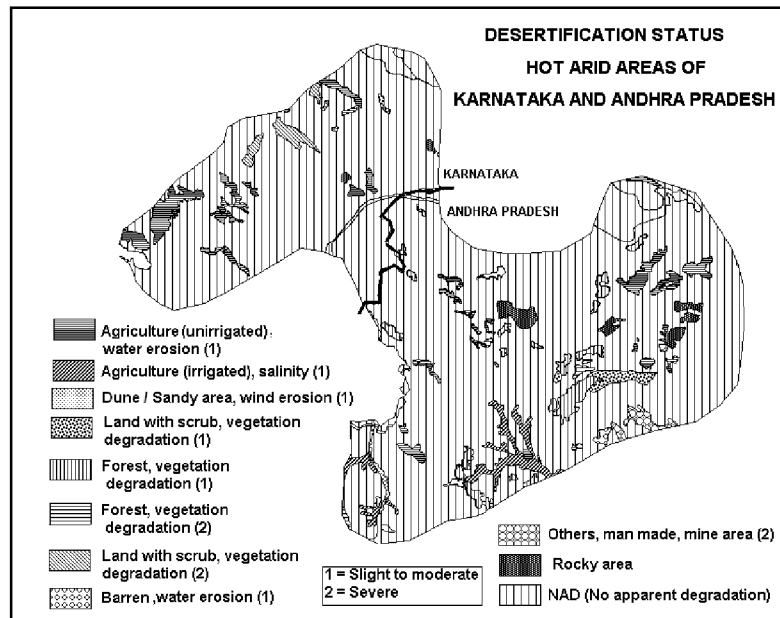 DESERTIFICATION STATUS
HOT ARID AREAS OF
KARNATAKA AND ANDHRA PRADESH
KARNATAKA
ANDHRA PRADESH
Agriculture (unirrigated),
water erosion (1)
Agriculture (irrigated), salinity (1)
Dune / Sandy area, wind erosion (1)
Land with scrub, vegetation
degradation (1)
Forest, vegetation
degradation (1)
Forest, vegetation
degradation (2)
Land with scrub, vegetation
degradation (2)
Barren ,water erosion (1)
1 = Slight to moderate
2 = Severe
Others, man made, mine area (2)
Rocky area
NAD (No apparent degradation)